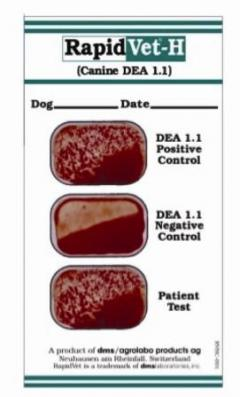 RapidVet-H
(Canine DEA 1.1)
Dog Date
DEA 1.1
Positive
Control
DEA 1.1
Negative
Control
Patient
Test
A product of dms/agrolabo products ag
Neuhausen am Rheinfall, Switzerland
RapidVet is a trademark of dmslaboratories, inc.